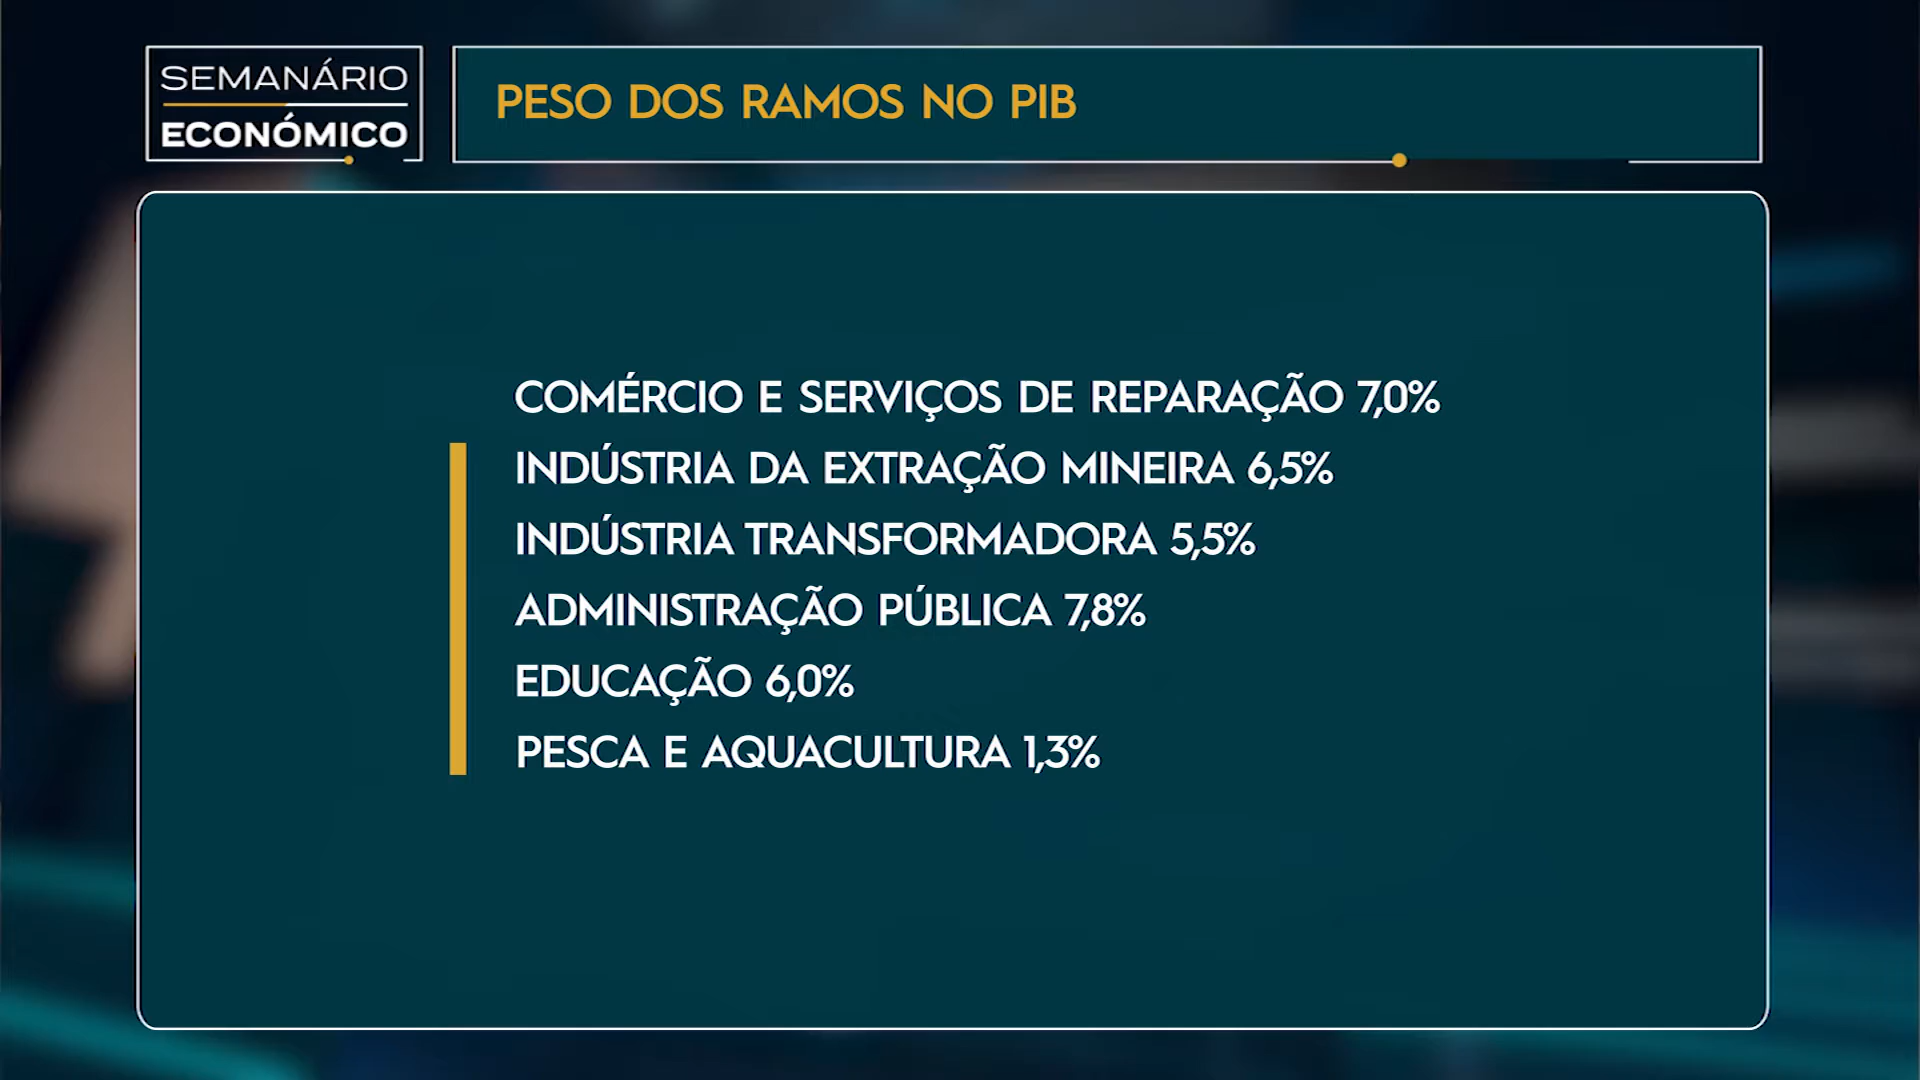 SEMANÁRIO
ECONÓMICO
PESO DOS RAMOS NO PIB
COMÉRCIO E SERVIÇOS DE REPARAÇÃO 7,0%
INDÚSTRIA DA EXTRAÇÃO MINEIRA 6,5%
INDÚSTRIA TRANSFORMADORA 5,5%
ADMINISTRAÇÃO PÚBLICA 7,8%
EDUCAÇÃO 6,0%
PESCA E AQUACULTURA 1,3%